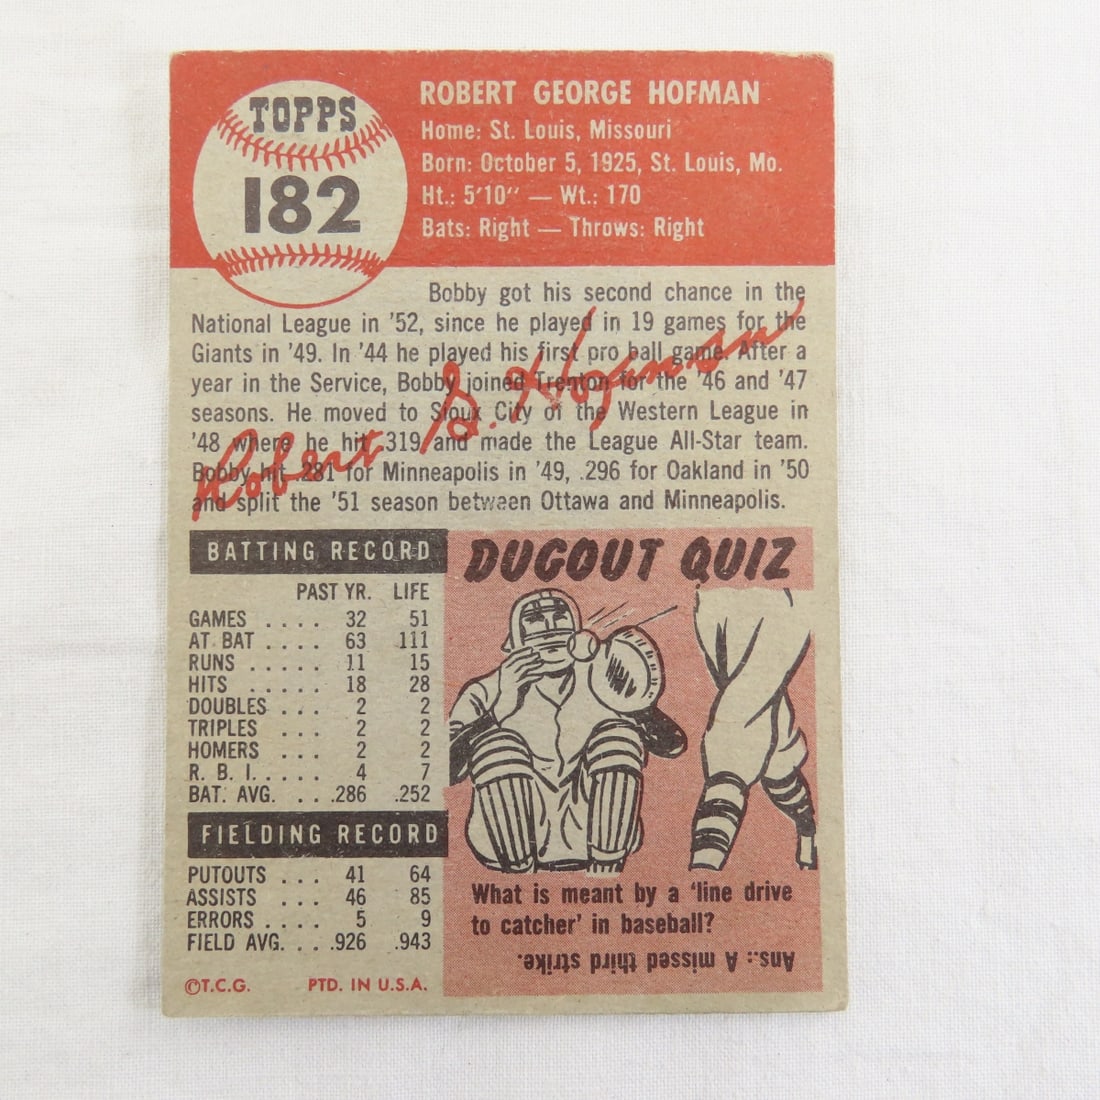 TOPPS
182
ROBERT GEORGE HOFMAN
Home: St. Louis, Missouri
Born: October 5, 1925, St. Louis, Mo.
Ht.: 5'10" — Wt.: 170
Bats: Right — Throws: Right
Bobby got his second chance in the
National League in '52, since he played in 19 games for the
Giants in '49. In '44 he played his first pro ball game. After a
year in the Service, Bobby joined Trenton for the '46 and '47
seasons. He moved to Sioux City of the Western League in
'48 where he hit .319 and made the League All-Star team.
Bobby hit .281 for Minneapolis in '49, .296 for Oakland in '50
and split the '51 season between Ottawa and Minneapolis.
Robert G. Hofman
BATTING RECORD
PAST YR. LIFE
GAMES .... 32 51
AT BAT .... 63 111
RUNS ..... 11 15
HITS ..... 18 28
DOUBLES ... 2 2
TRIPLES ... 2 2
HOMERS ... 2 2
R. B. I. .... 4 7
BAT. AVG. ... .286 .252
FIELDING RECORD
PUTOUTS ... 41 64
ASSISTS ... 46 85
ERRORS ... 5 9
FIELD AVG. ... .926 .943
©T.C.G. PTD. IN U.S.A.
DUGOUT QUIZ
What is meant by a 'line drive
to catcher' in baseball?
Ans.: A missed third strike.